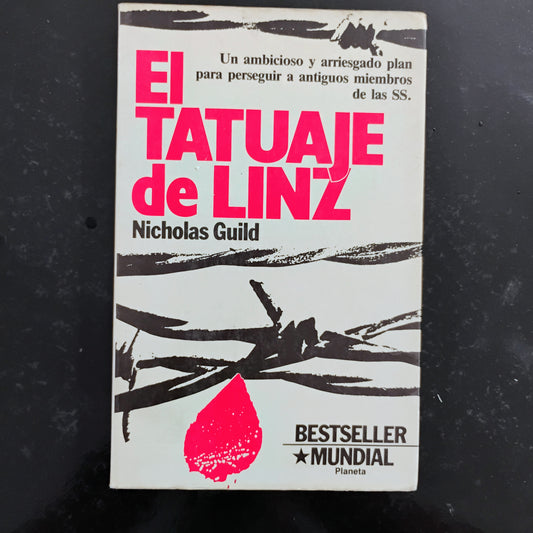 Un ambicioso y arriesgado plan
para perseguir a antiguos miembros
de las SS.
El
TATUAJE
de LINZ
Nicholas Guild
BESTSELLER
★ MUNDIAL
Planeta